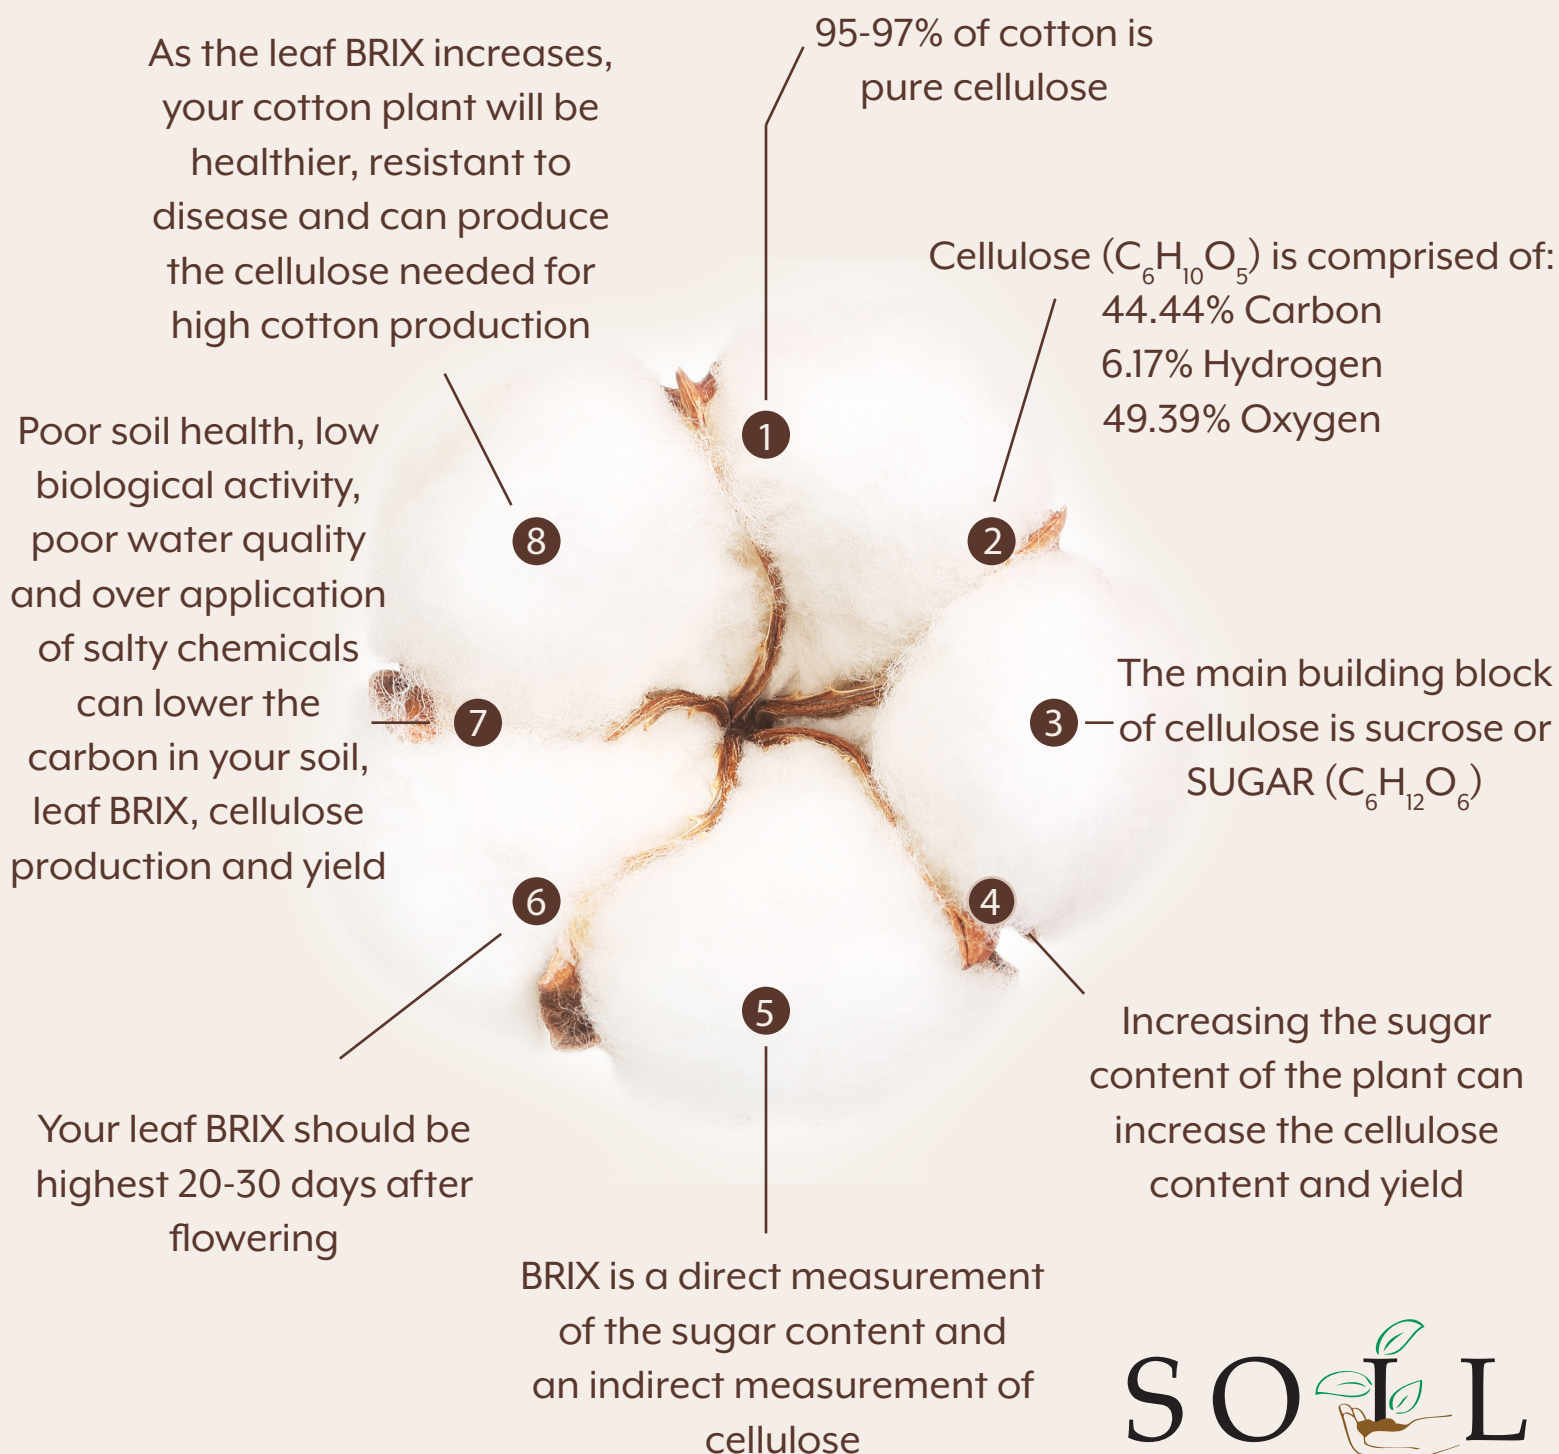 95-97% of cotton is
pure cellulose
1
Cellulose (C₆H₁₀O₅) is comprised of:
44.44% Carbon
6.17% Hydrogen
49.39% Oxygen
2
The main building block
of cellulose is sucrose or
SUGAR (C₆H₁₂O₆)
3
4
Increasing the sugar
content of the plant can
increase the cellulose
content and yield
5
BRIX is a direct measurement
of the sugar content and
an indirect measurement of
cellulose
6
Your leaf BRIX should be
highest 20-30 days after
flowering
Poor soil health, low
biological activity,
poor water quality
and over application
of salty chemicals
can lower the
carbon in your soil,
leaf BRIX, cellulose
production and yield
7
As the leaf BRIX increases,
your cotton plant will be
healthier, resistant to
disease and can produce
the cellulose needed for
high cotton production
8
SOIL